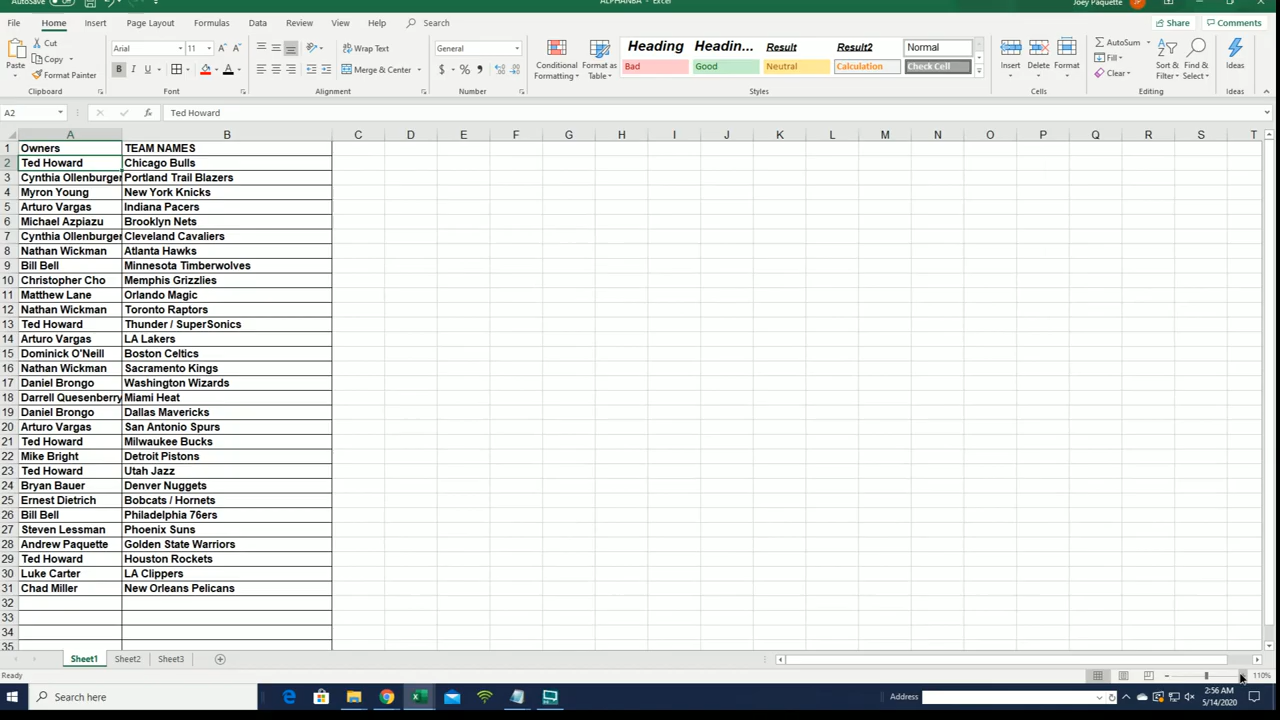 AutoSave Off ALPHANBA - Excel Joey Paquette
File Home Insert Page Layout Formulas Data Review View Help Search Share Comments
Paste Cut Copy Format Painter Clipboard
Arial 11 B I U A Font
Wrap Text Merge & Center Alignment
General $ % Number
Conditional Formatting Format as Table
Heading Headin... Result Result2 Normal
Bad Good Neutral Calculation Check Cell
Styles
Insert Delete Format Cells
AutoSum Fill Clear Sort & Filter Find & Select Editing
Ideas Ideas
A2 fx Ted Howard
A B C D E F G H I J K L M N O P Q R S T
1 Owners TEAM NAMES
2 Ted Howard Chicago Bulls
3 Cynthia Ollenburger Portland Trail Blazers
4 Myron Young New York Knicks
5 Arturo Vargas Indiana Pacers
6 Michael Azpiazu Brooklyn Nets
7 Cynthia Ollenburger Cleveland Cavaliers
8 Nathan Wickman Atlanta Hawks
9 Bill Bell Minnesota Timberwolves
10 Christopher Cho Memphis Grizzlies
11 Matthew Lane Orlando Magic
12 Nathan Wickman Toronto Raptors
13 Ted Howard Thunder / SuperSonics
14 Arturo Vargas LA Lakers
15 Dominick O'Neill Boston Celtics
16 Nathan Wickman Sacramento Kings
17 Daniel Brongo Washington Wizards
18 Darrell Quesenberry Miami Heat
19 Daniel Brongo Dallas Mavericks
20 Arturo Vargas San Antonio Spurs
21 Ted Howard Milwaukee Bucks
22 Mike Bright Detroit Pistons
23 Ted Howard Utah Jazz
24 Bryan Bauer Denver Nuggets
25 Ernest Dietrich Bobcats / Hornets
26 Bill Bell Philadelphia 76ers
27 Steven Lessman Phoenix Suns
28 Andrew Paquette Golden State Warriors
29 Ted Howard Houston Rockets
30 Luke Carter LA Clippers
31 Chad Miller New Orleans Pelicans
32
33
34
35
Sheet1 Sheet2 Sheet3
Ready 110%
Search here Address 2:56 AM
5/14/2020